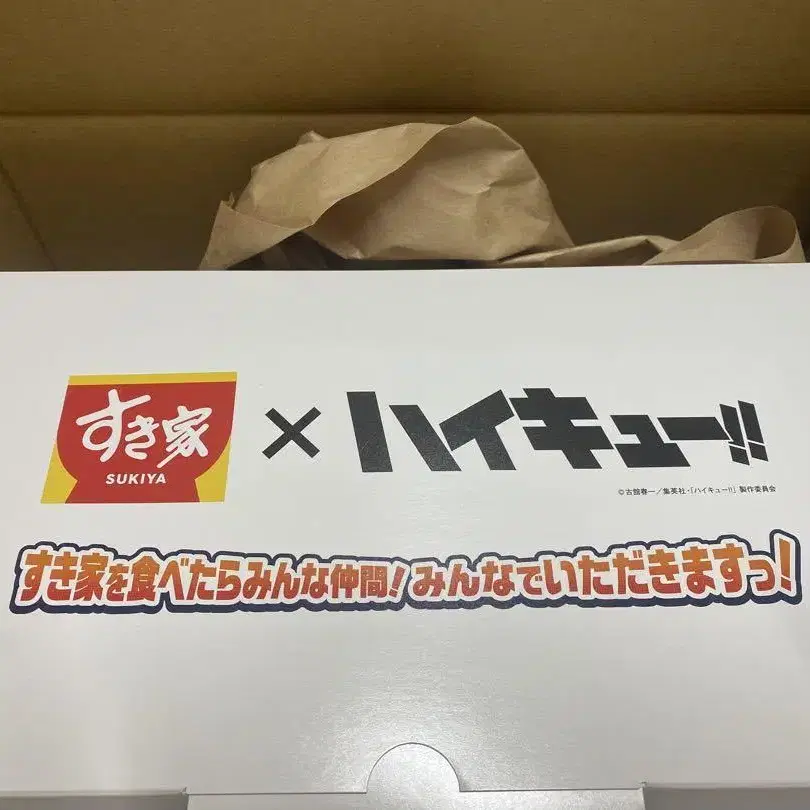 すき家
SUKIYA
×
ハイキュー!!
©古舘春一／集英社・「ハイキュー!!」製作委員会
すき家を食べたらみんな仲間!みんなでいただきますっ!